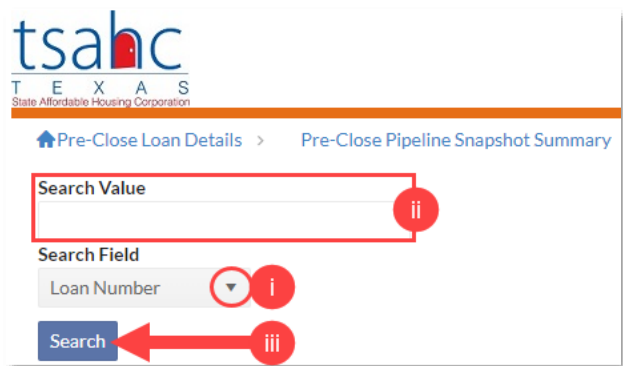 tsahc
T E X A S
State Affordable Housing Corporation
Pre-Close Loan Details > Pre-Close Pipeline Snapshot Summary
Search Value
ii
Search Field
Loan Number
i
Search
iii